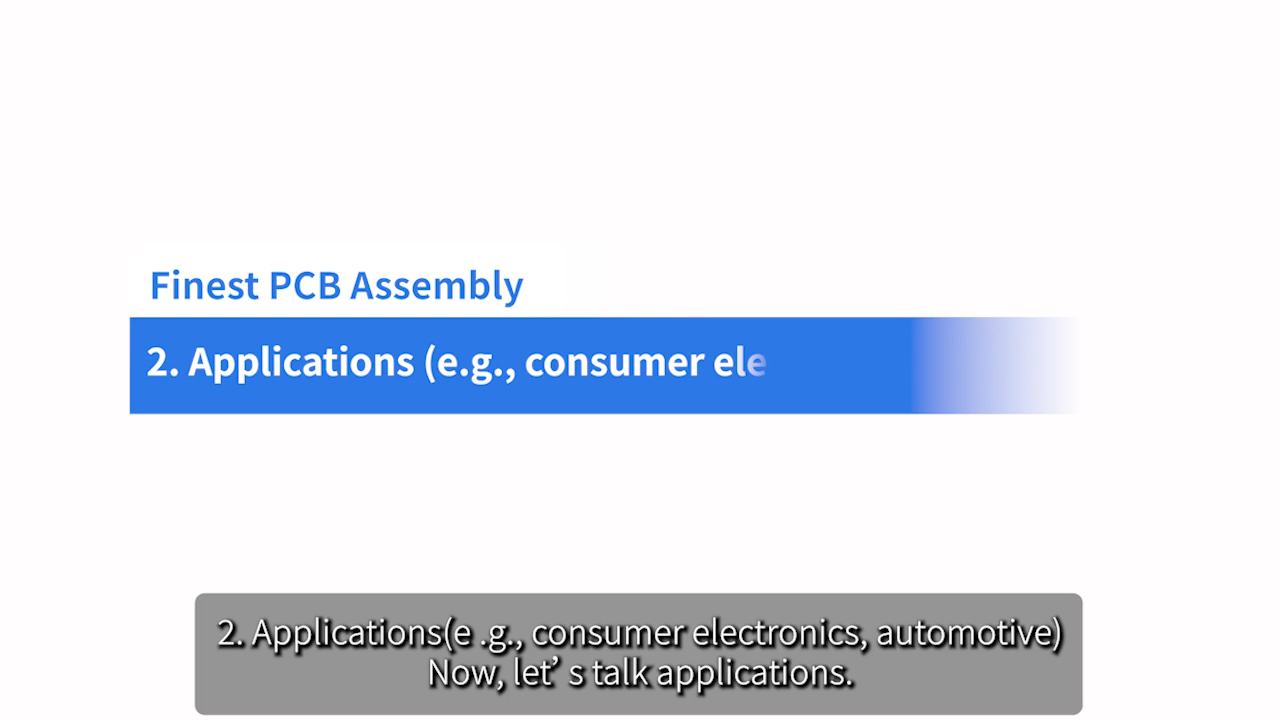 Finest PCB Assembly
2. Applications (e.g., consumer ele
2. Applications(e .g., consumer electronics, automotive)
Now, let’ s talk applications.